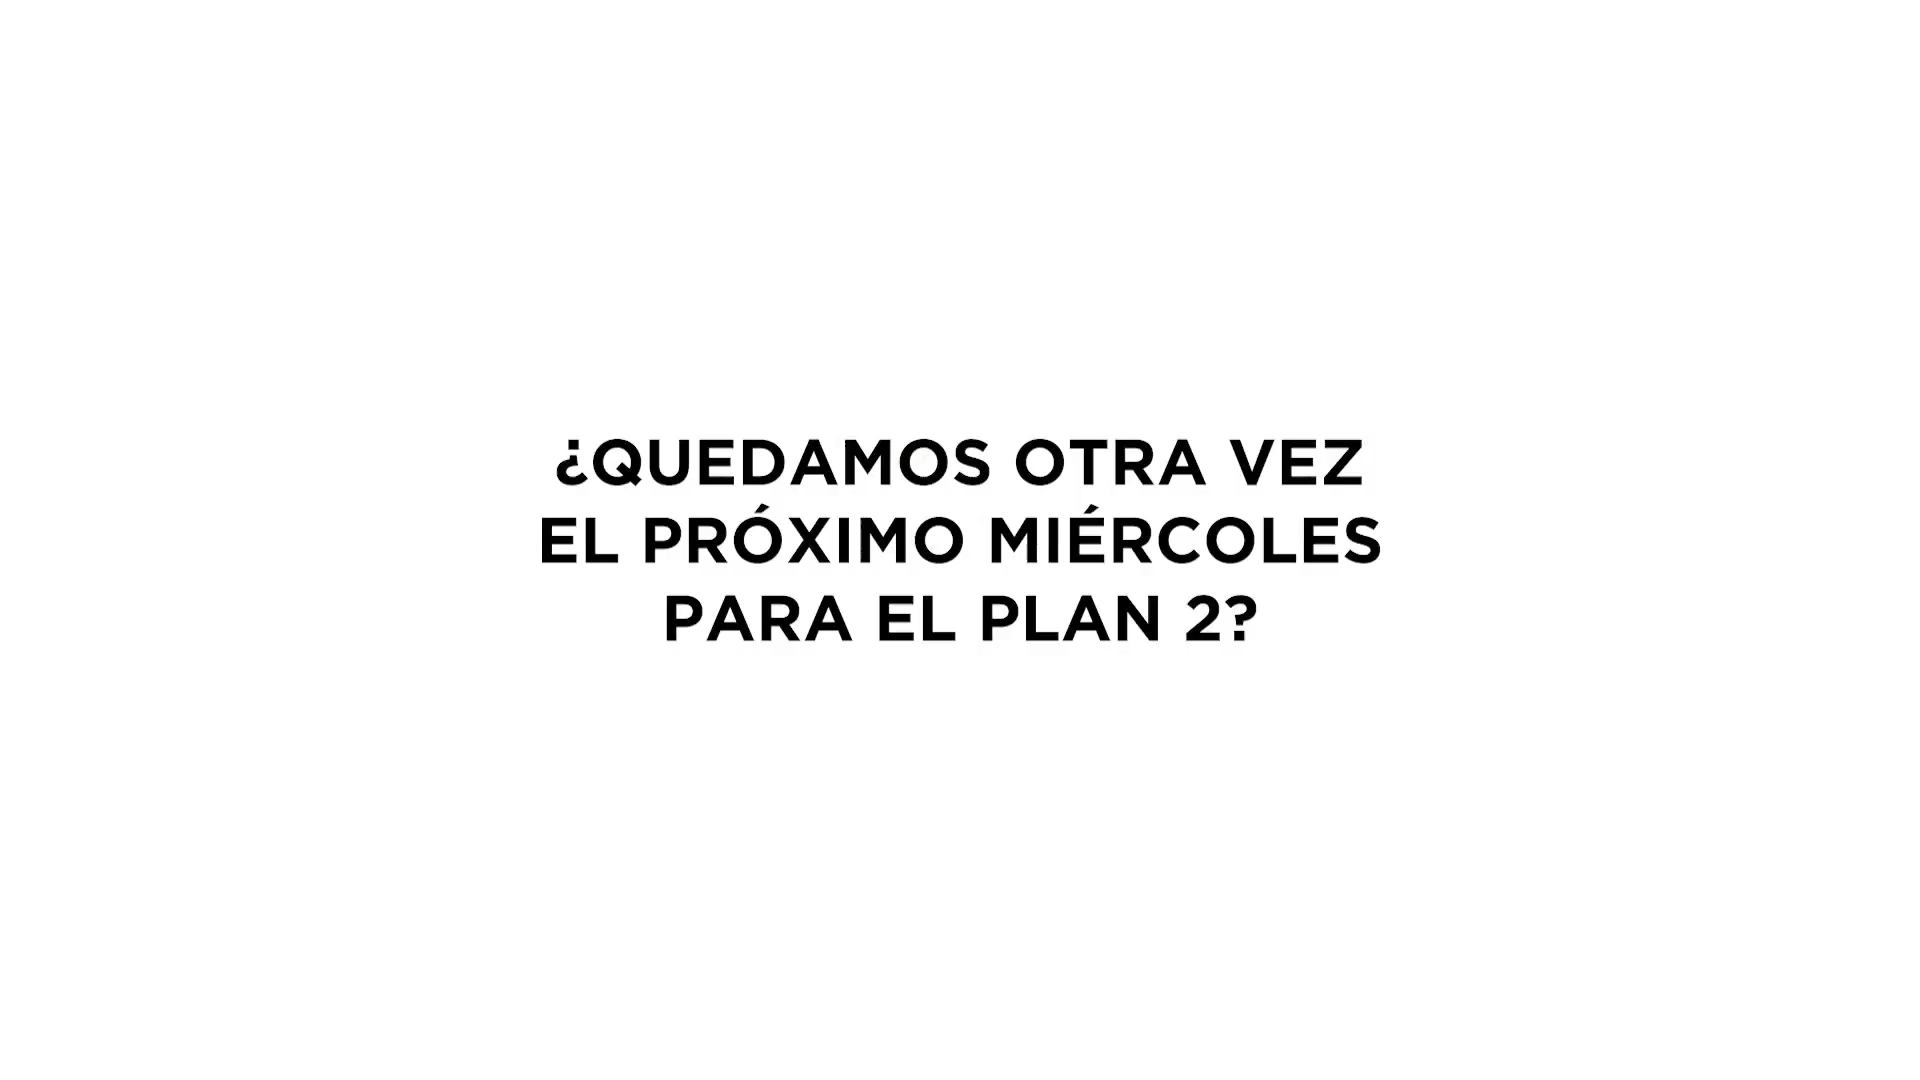 ¿QUEDAMOS OTRA VEZ
EL PRÓXIMO MIÉRCOLES
PARA EL PLAN 2?